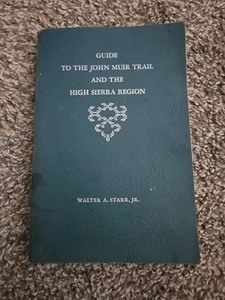 GUIDE
TO THE JOHN MUIR TRAIL
AND THE
HIGH SIERRA REGION
WALTER A. STARR, JR.